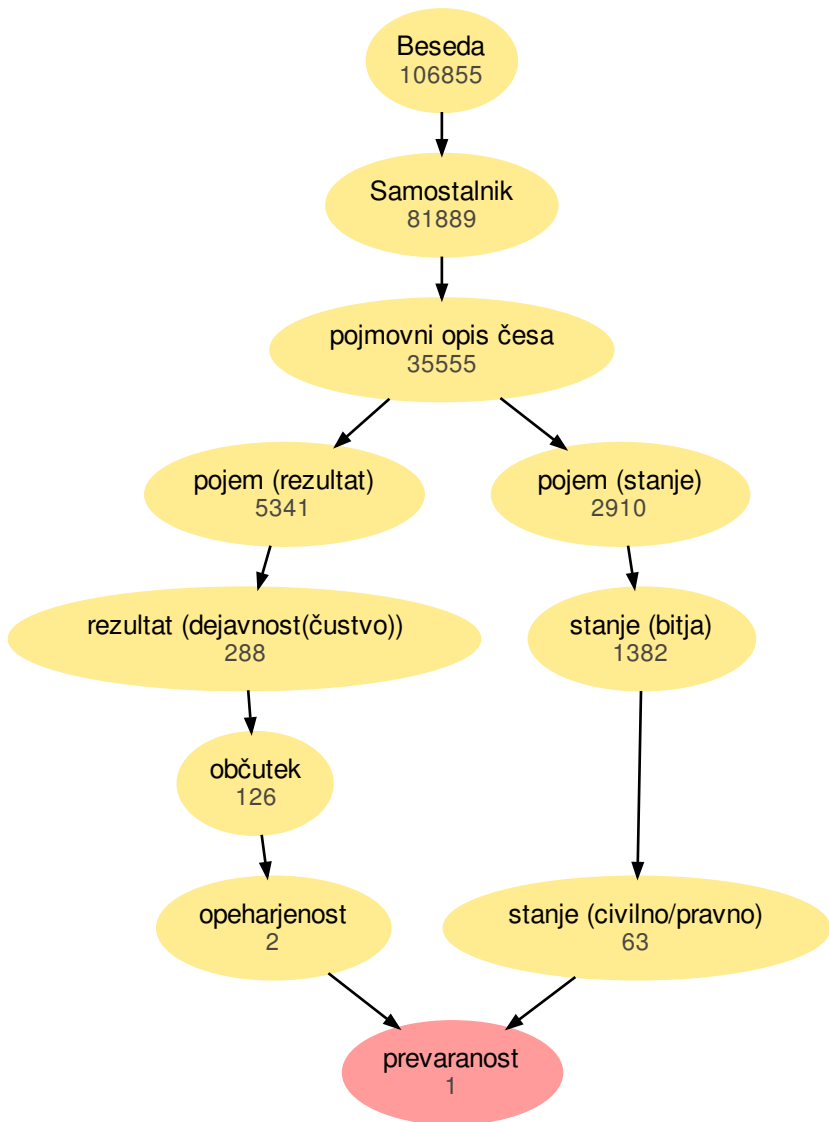 Beseda
106855
Samostalnik
81889
pojmovni opis česa
35555
pojem (rezultat)
5341
pojem (stanje)
2910
rezultat (dejavnost(čustvo))
288
stanje (bitja)
1382
občutek
126
opeharjenost
2
stanje (civilno/pravno)
63
prevaranost
1